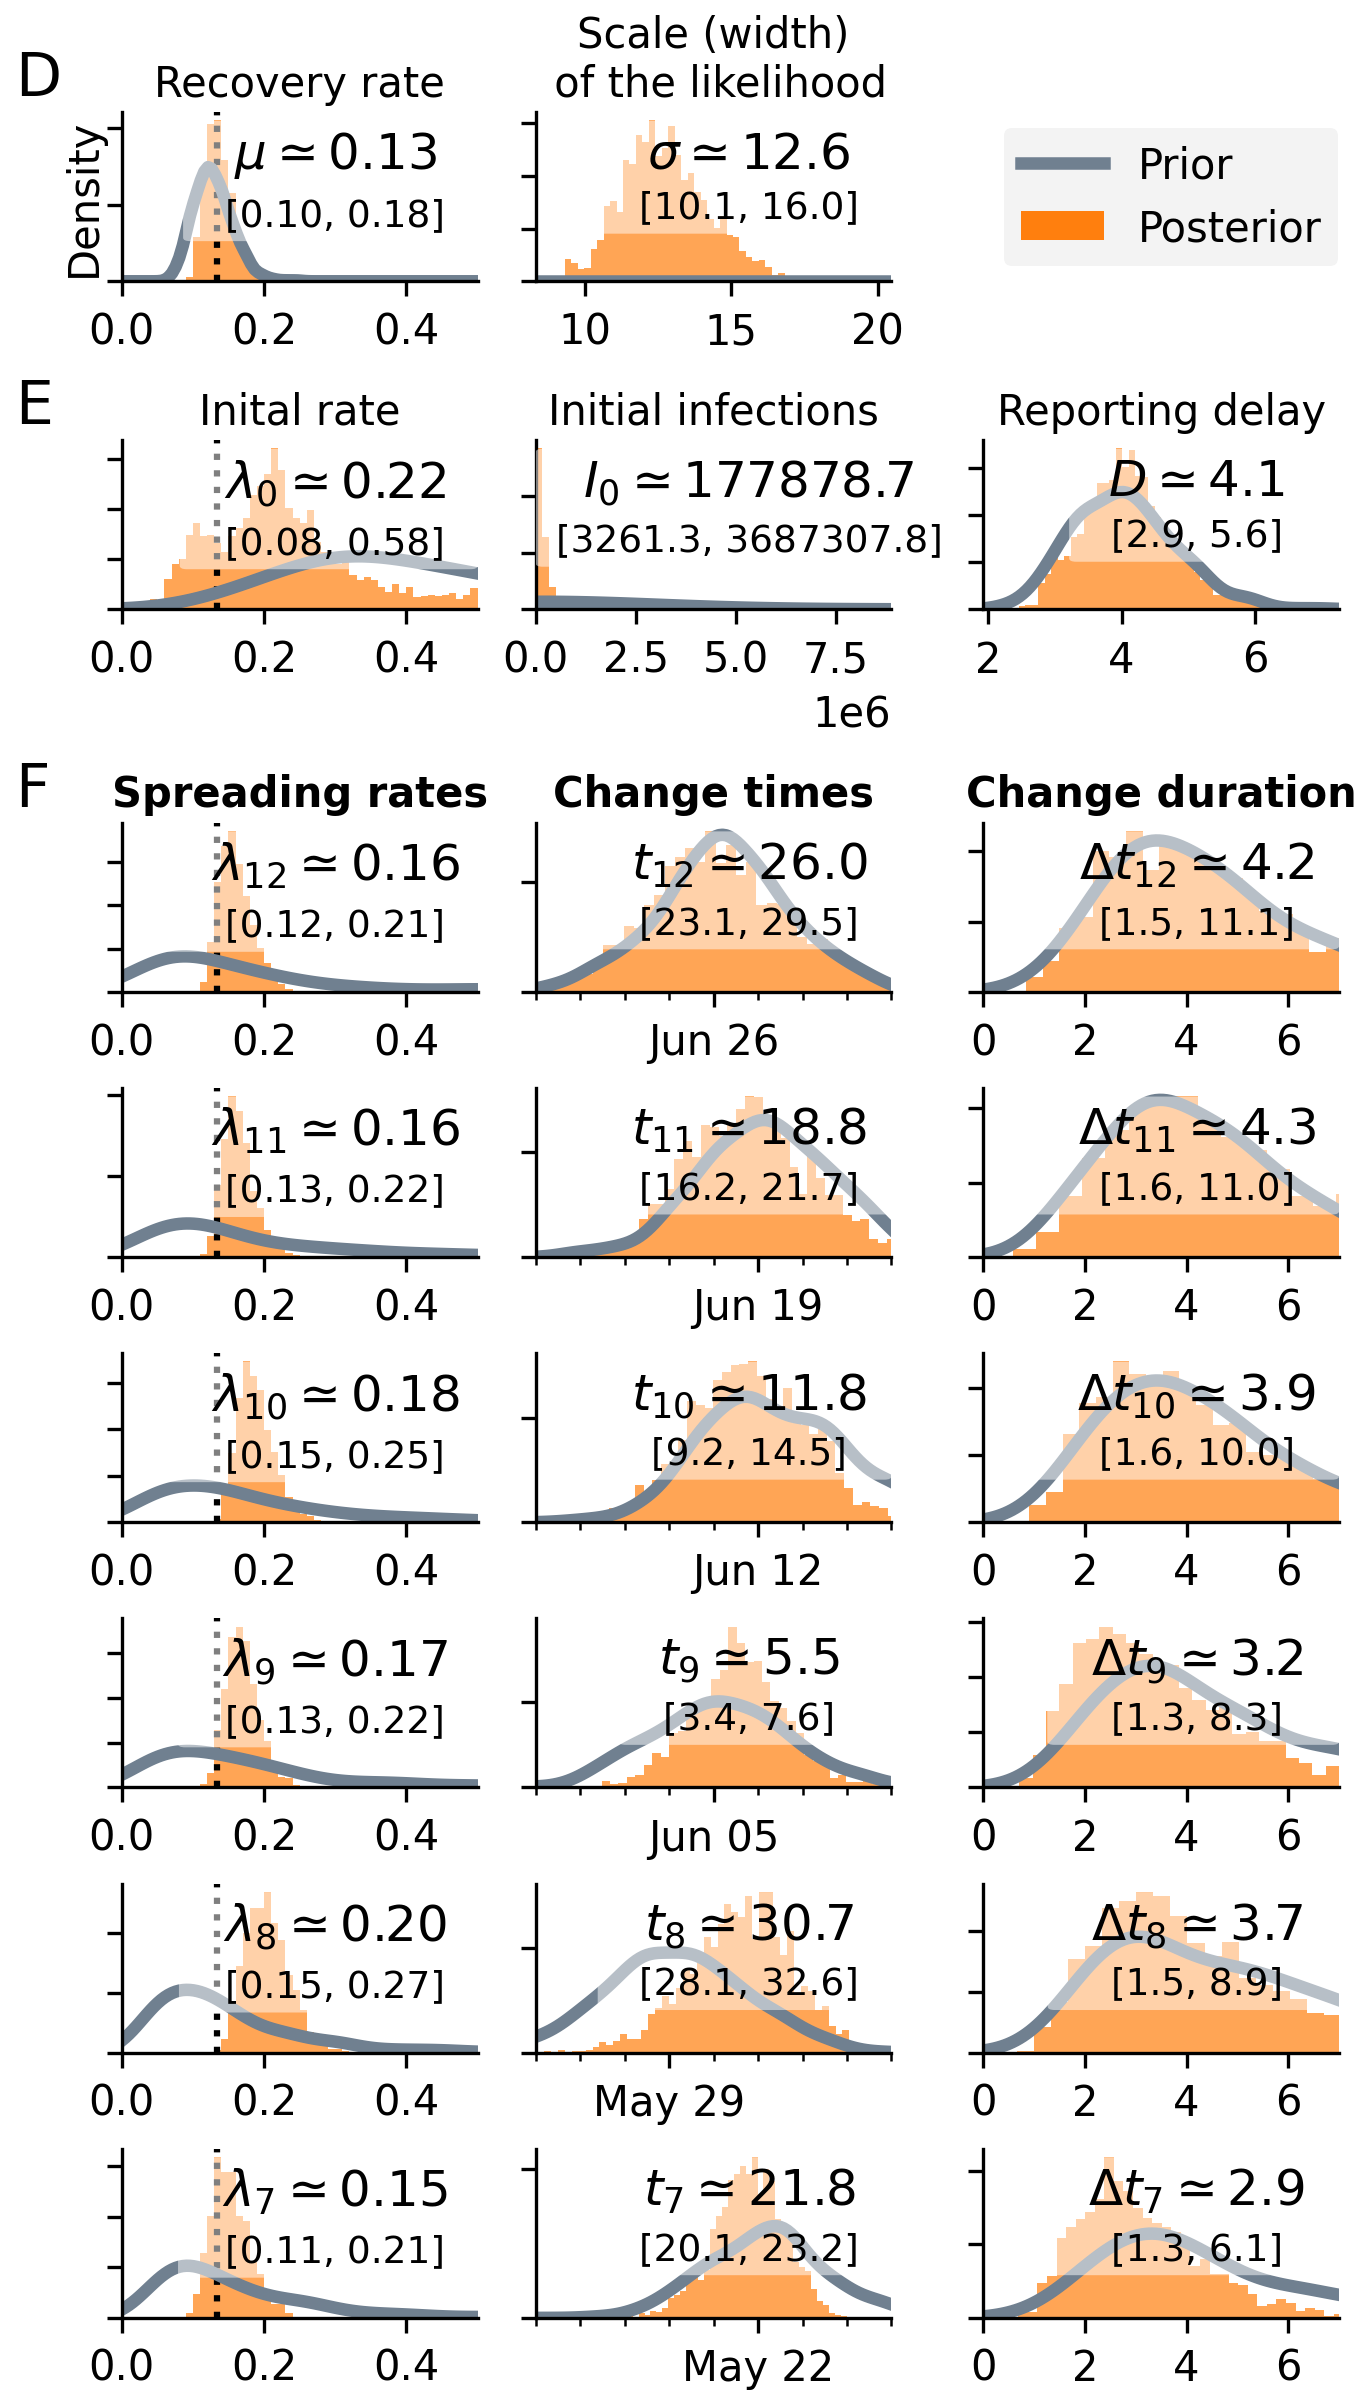 D
Recovery rate
Scale (width)
of the likelihood
Density
μ ≃ 0.13
[0.10, 0.18]
0.0 0.2 0.4
σ ≃ 12.6
[10.1, 16.0]
10 15 20
Prior
Posterior
E
Inital rate
λ0 ≃ 0.22
[0.08, 0.58]
0.0 0.2 0.4
Initial infections
I0 ≃ 177878.7
[3261.3, 3687307.8]
0.0 2.5 5.0 7.5
1e6
Reporting delay
D ≃ 4.1
[2.9, 5.6]
2 4 6
F
Spreading rates
Change times
Change duration
λ12 ≃ 0.16
[0.12, 0.21]
0.0 0.2 0.4
t12 ≃ 26.0
[23.1, 29.5]
Jun 26
Δt12 ≃ 4.2
[1.5, 11.1]
0 2 4 6
λ11 ≃ 0.16
[0.13, 0.22]
0.0 0.2 0.4
t11 ≃ 18.8
[16.2, 21.7]
Jun 19
Δt11 ≃ 4.3
[1.6, 11.0]
0 2 4 6
λ10 ≃ 0.18
[0.15, 0.25]
0.0 0.2 0.4
t10 ≃ 11.8
[9.2, 14.5]
Jun 12
Δt10 ≃ 3.9
[1.6, 10.0]
0 2 4 6
λ9 ≃ 0.17
[0.13, 0.22]
0.0 0.2 0.4
t9 ≃ 5.5
[3.4, 7.6]
Jun 05
Δt9 ≃ 3.2
[1.3, 8.3]
0 2 4 6
λ8 ≃ 0.20
[0.15, 0.27]
0.0 0.2 0.4
t8 ≃ 30.7
[28.1, 32.6]
May 29
Δt8 ≃ 3.7
[1.5, 8.9]
0 2 4 6
λ7 ≃ 0.15
[0.11, 0.21]
0.0 0.2 0.4
t7 ≃ 21.8
[20.1, 23.2]
May 22
Δt7 ≃ 2.9
[1.3, 6.1]
0 2 4 6